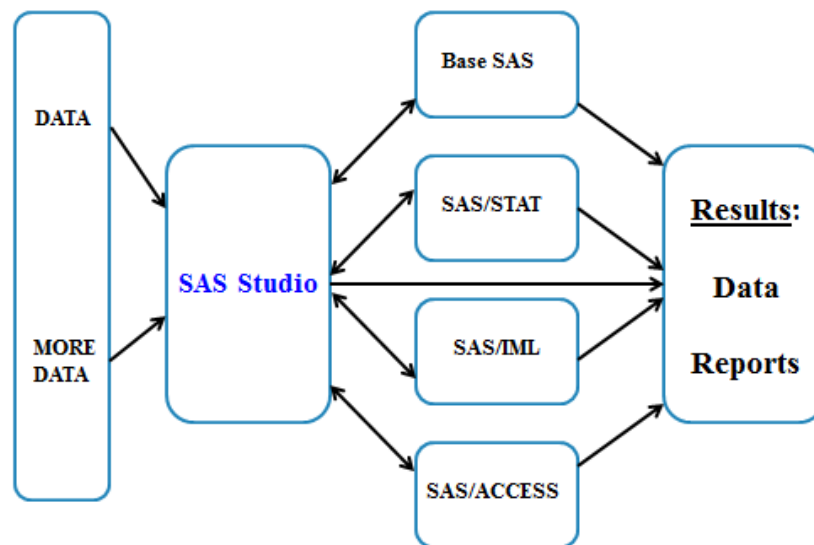 DATA
MORE
DATA
SAS Studio
Base SAS
SAS/STAT
SAS/IML
SAS/ACCESS
Results:
Data
Reports